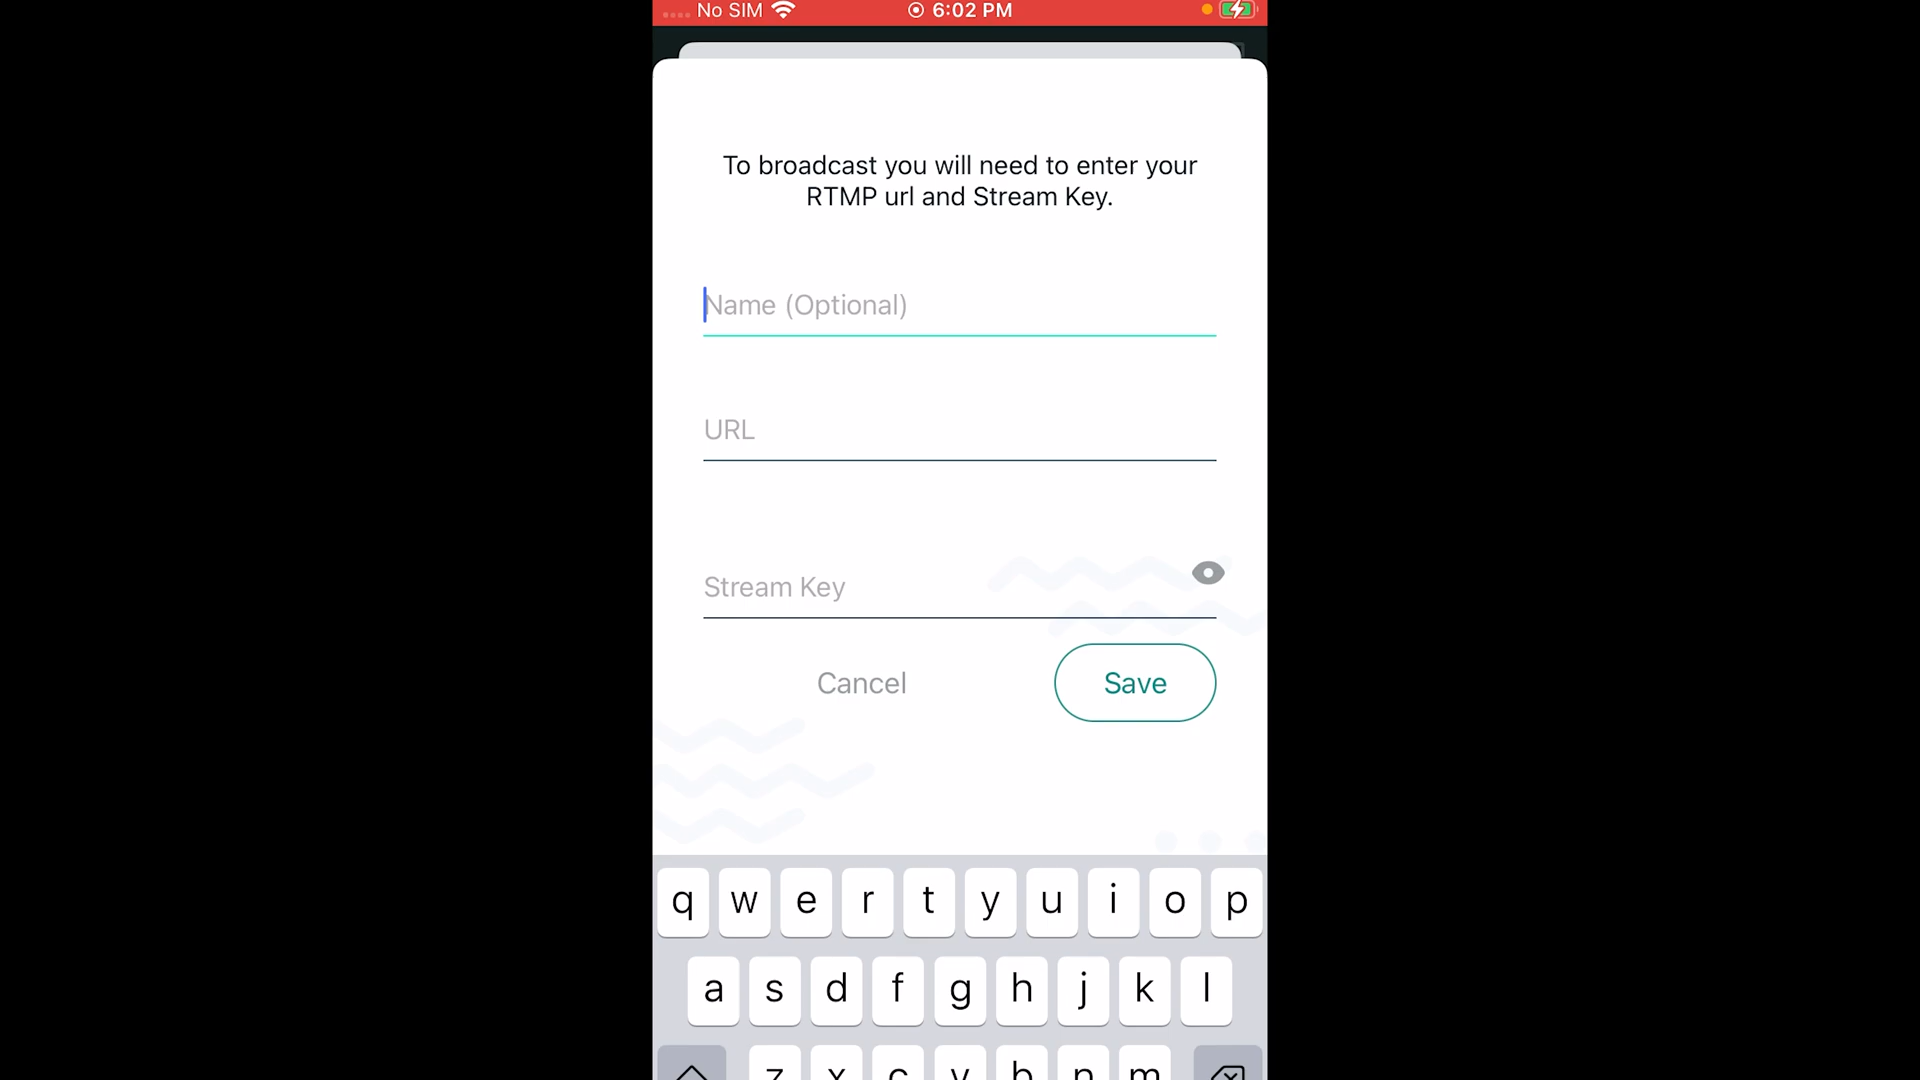 No SIM 6:02 PM
To broadcast you will need to enter your
RTMP url and Stream Key.
Name (Optional)
URL
Stream Key
Cancel Save
q w e r t y u i o p
a s d f g h j k l
z x c v b n m